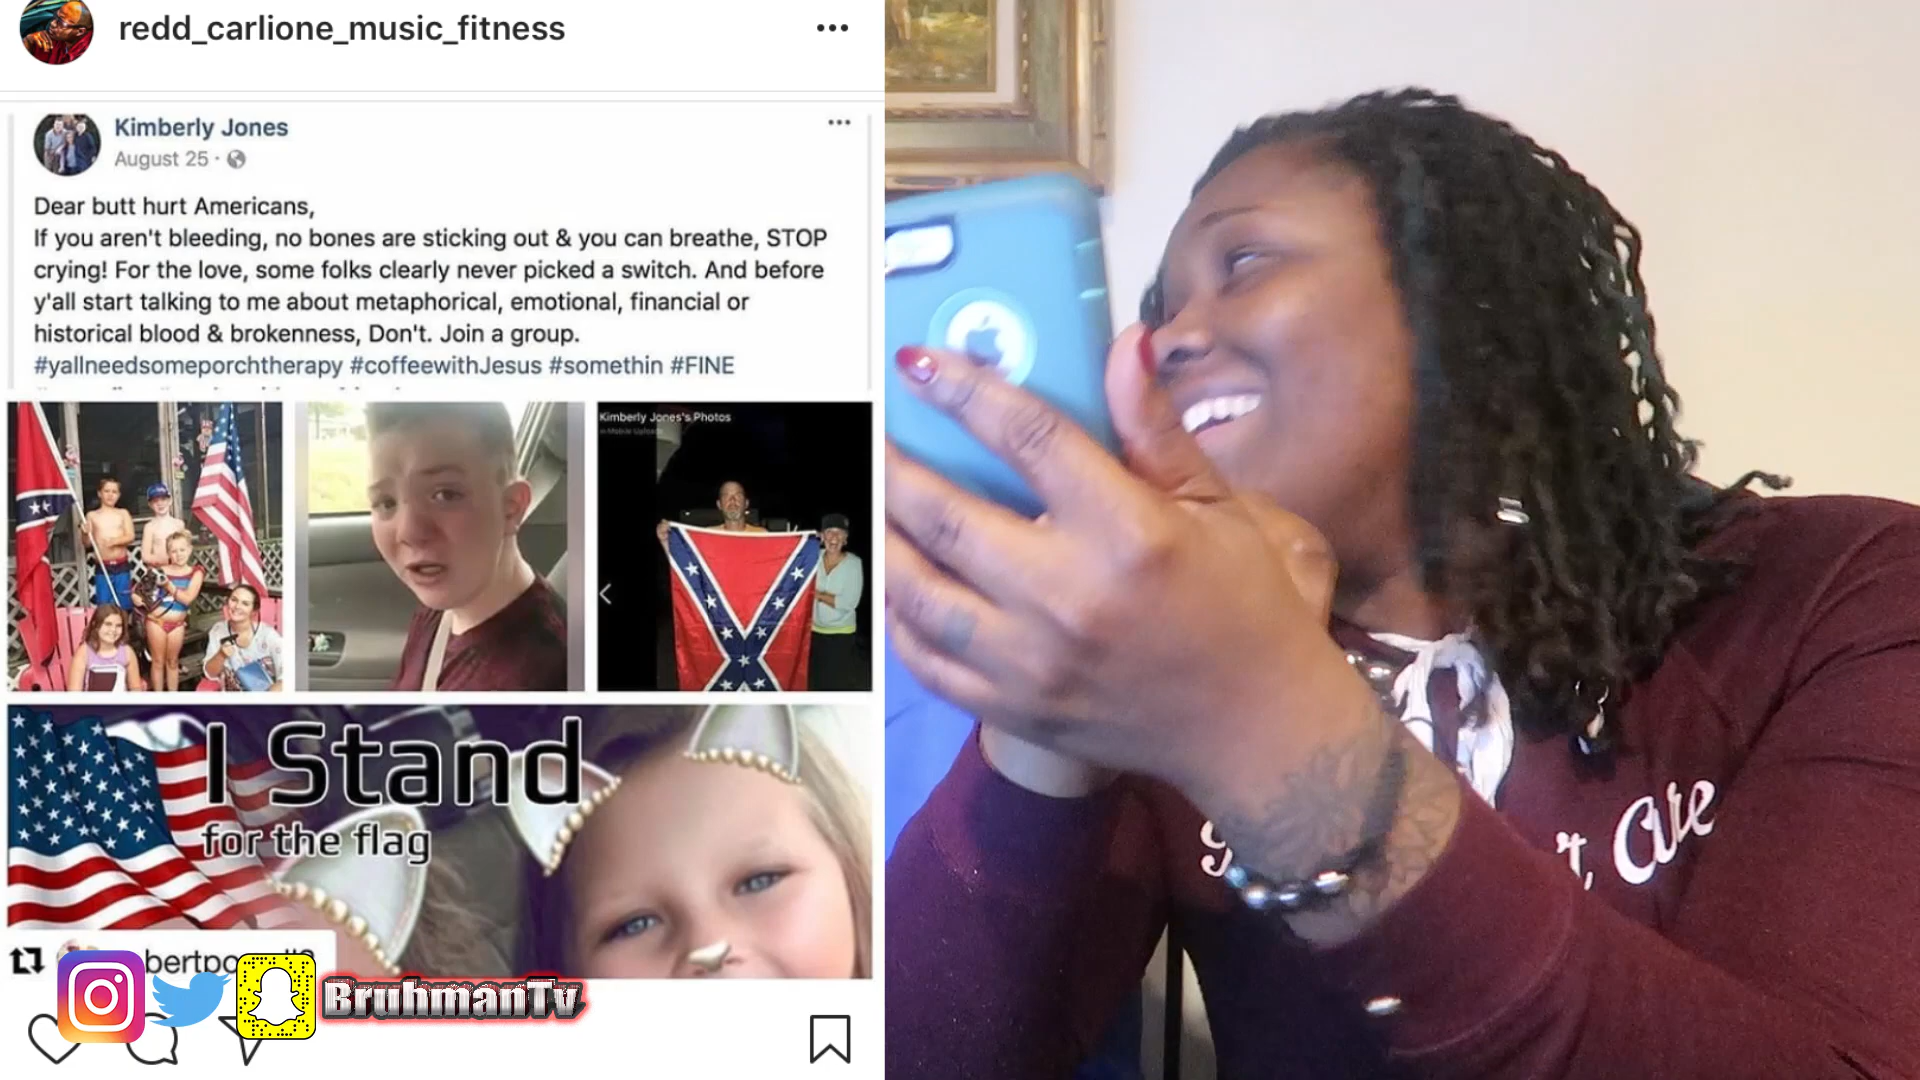 redd_carlione_music_fitness
Kimberly Jones
August 25 ·
Dear butt hurt Americans,
If you aren't bleeding, no bones are sticking out & you can breathe, STOP
crying! For the love, some folks clearly never picked a switch. And before
y'all start talking to me about metaphorical, emotional, financial or
historical blood & brokenness, Don't. Join a group.
#yallneedsomeporchtherapy #coffeewithJesus #somethin #FINE
Kimberly Jones's Photos
I Stand
for the flag
BruhmanTv
Cure